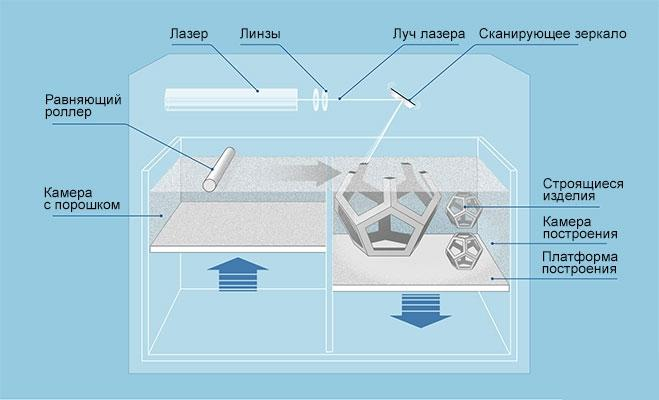 Лазер
Линзы
Луч лазера
Сканирующее зеркало
Равняющий
роллер
Камера
с порошком
Строящиеся
изделия
Камера
построения
Платформа
построения